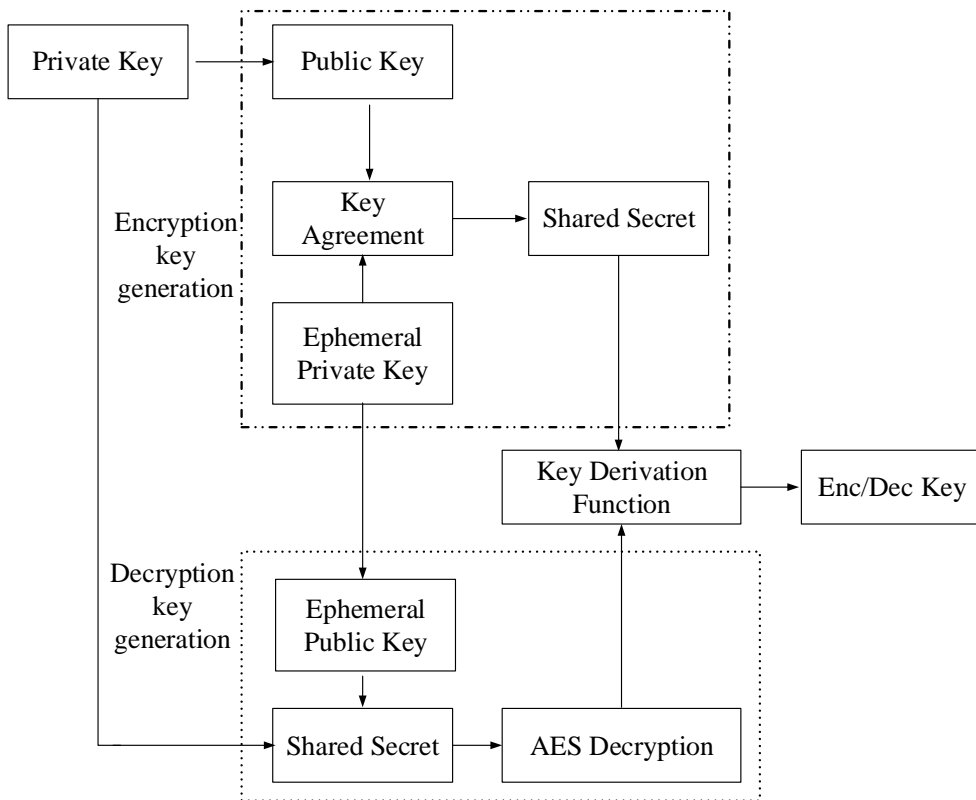 Private Key
Public Key
Key
Agreement
Shared Secret
Encryption
key
generation
Ephemeral
Private Key
Key Derivation
Function
Enc/Dec Key
Decryption
key
generation
Ephemeral
Public Key
Shared Secret
AES Decryption